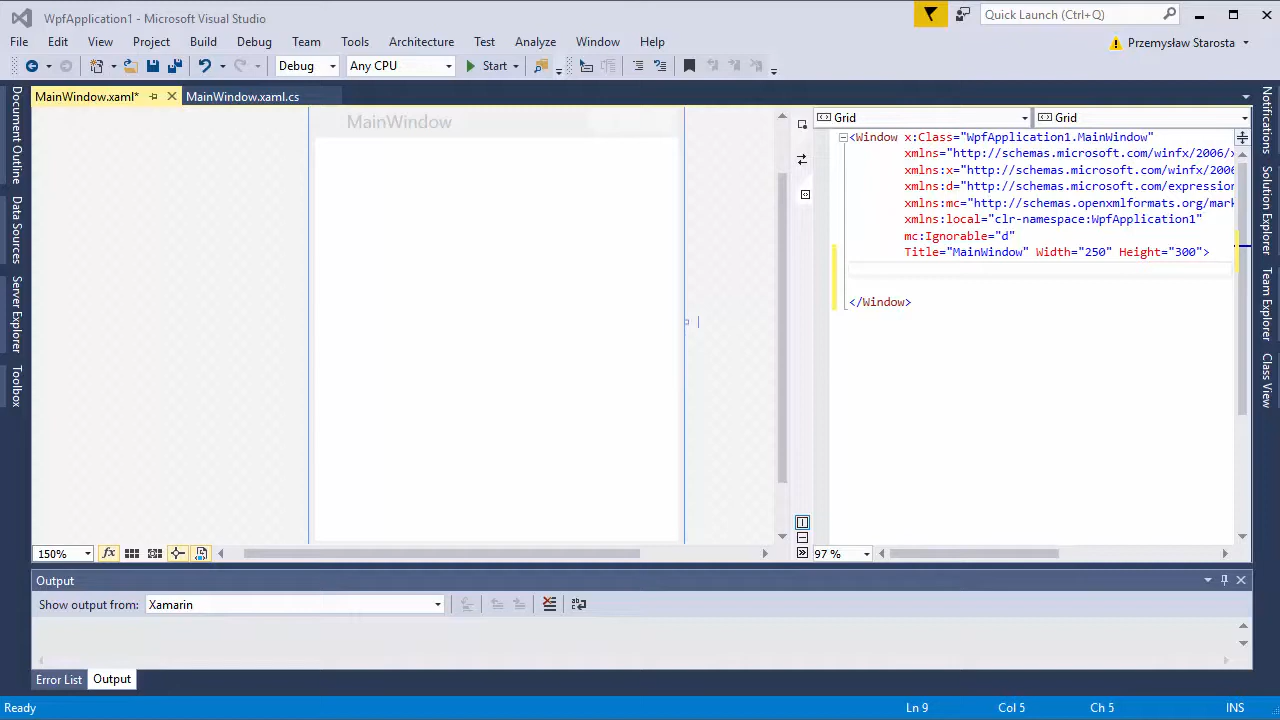 WpfApplication1 - Microsoft Visual Studio
Quick Launch (Ctrl+Q)
File Edit View Project Build Debug Team Tools Architecture Test Analyze Window Help
Przemysław Starosta
Debug Any CPU Start
MainWindow.xaml* MainWindow.xaml.cs
Document Outline
Data Sources
Server Explorer
Toolbox
MainWindow
Grid Grid
<Window x:Class="WpfApplication1.MainWindow"
xmlns="http://schemas.microsoft.com/winfx/2006/x
xmlns:x="http://schemas.microsoft.com/winfx/2006
xmlns:d="http://schemas.microsoft.com/expression
xmlns:mc="http://schemas.openxmlformats.org/mark
xmlns:local="clr-namespace:WpfApplication1"
mc:Ignorable="d"
Title="MainWindow" Width="250" Height="300">
</Window>
Notifications
Solution Explorer
Team Explorer
Class View
150% fx
97 %
Output
Show output from: Xamarin
Error List Output
Ready Ln 9 Col 5 Ch 5 INS